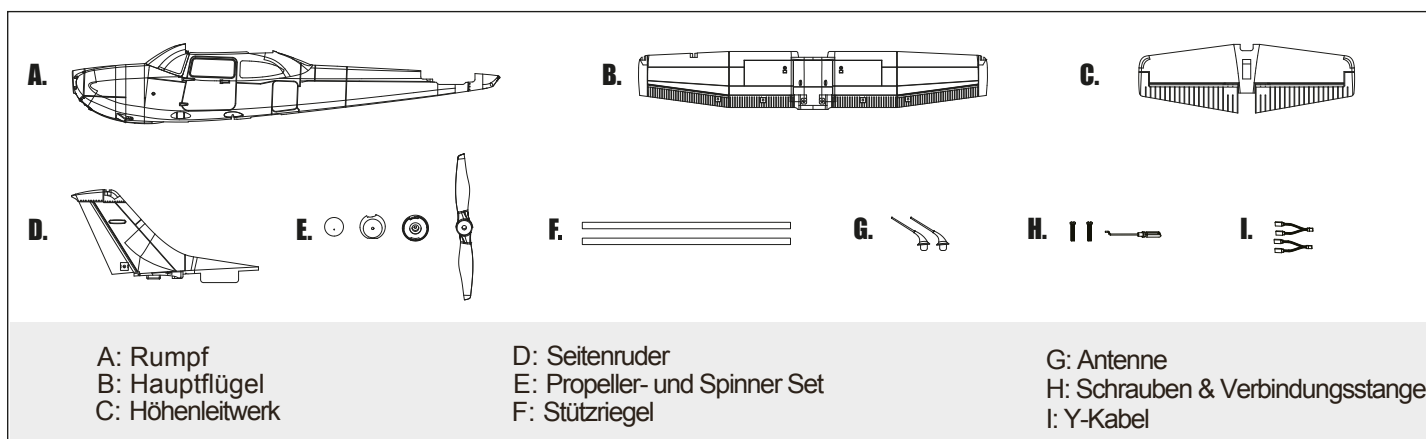 A.
B.
C.
D.
E.
F.
G.
H.
I.
A: Rumpf
B: Hauptflügel
C: Höhenleitwerk
D: Seitenruder
E: Propeller- und Spinner Set
F: Stützriegel
G: Antenne
H: Schrauben & Verbindungsstange
I: Y-Kabel